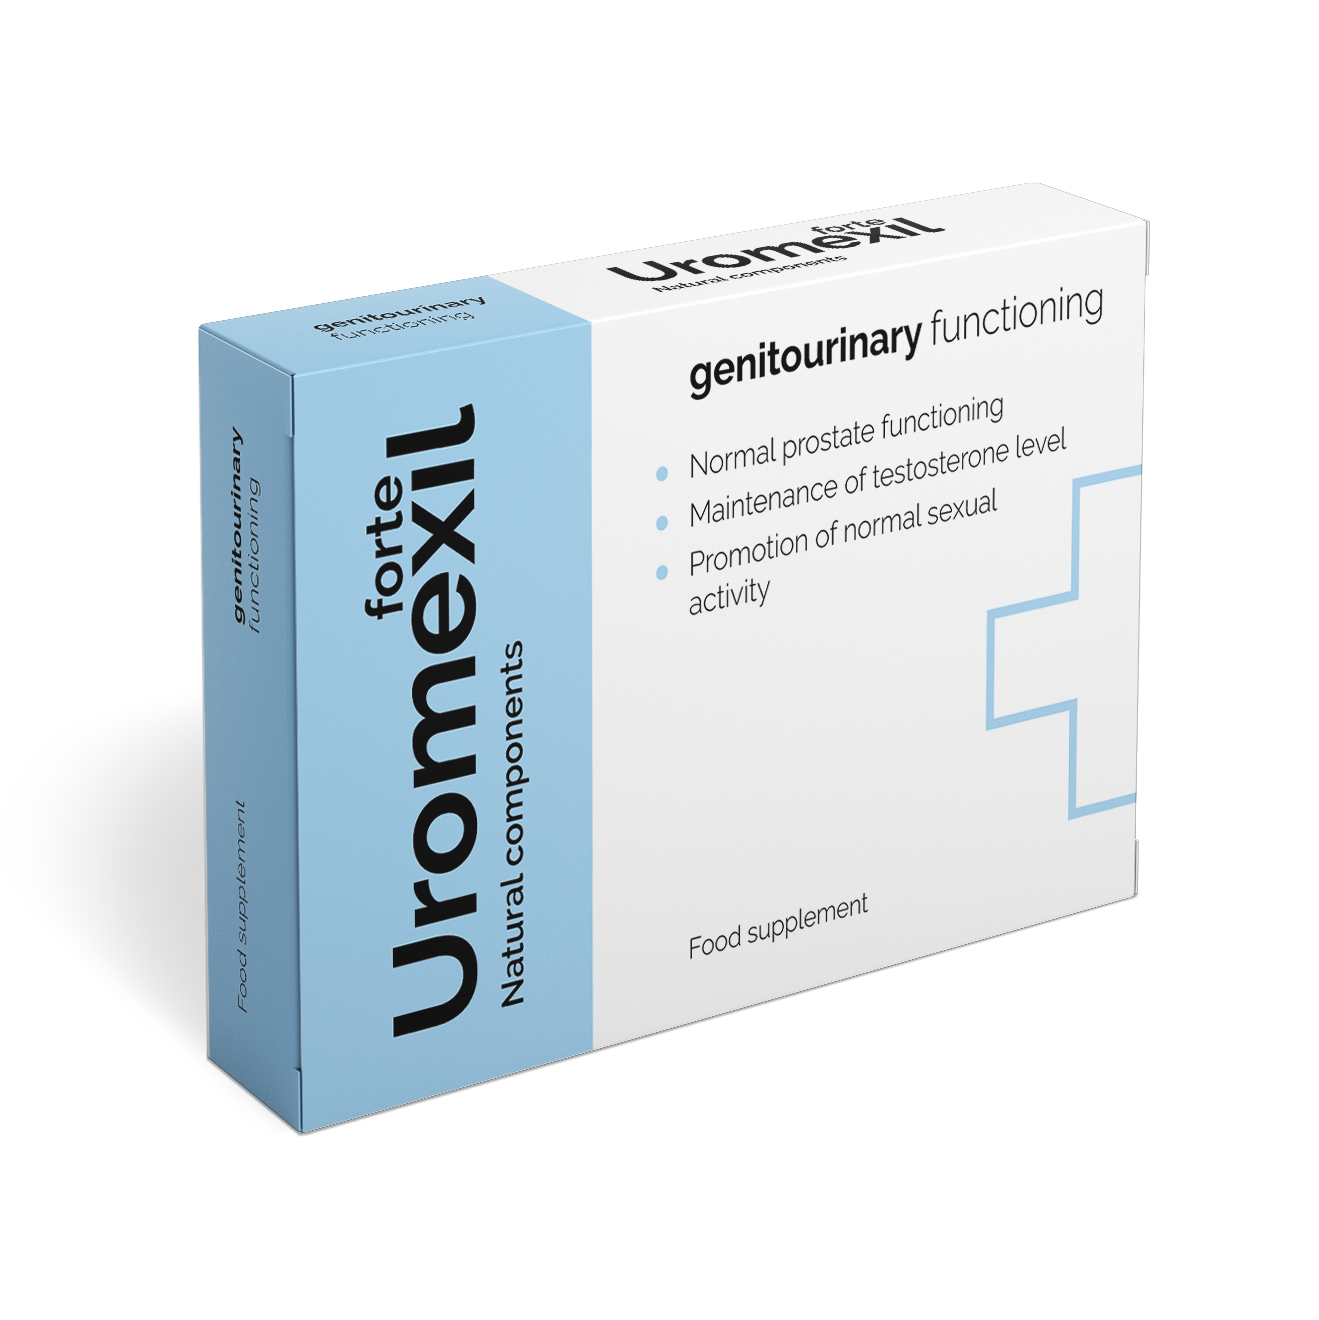 Uromexil
forte
Natural components
genitourinary
functioning
genitourinary functioning
Normal prostate functioning
Maintenance of testosterone level
Promotion of normal sexual
activity
Food supplement
Uromexil
forte
Natural components
genitourinary
functioning
Food supplement